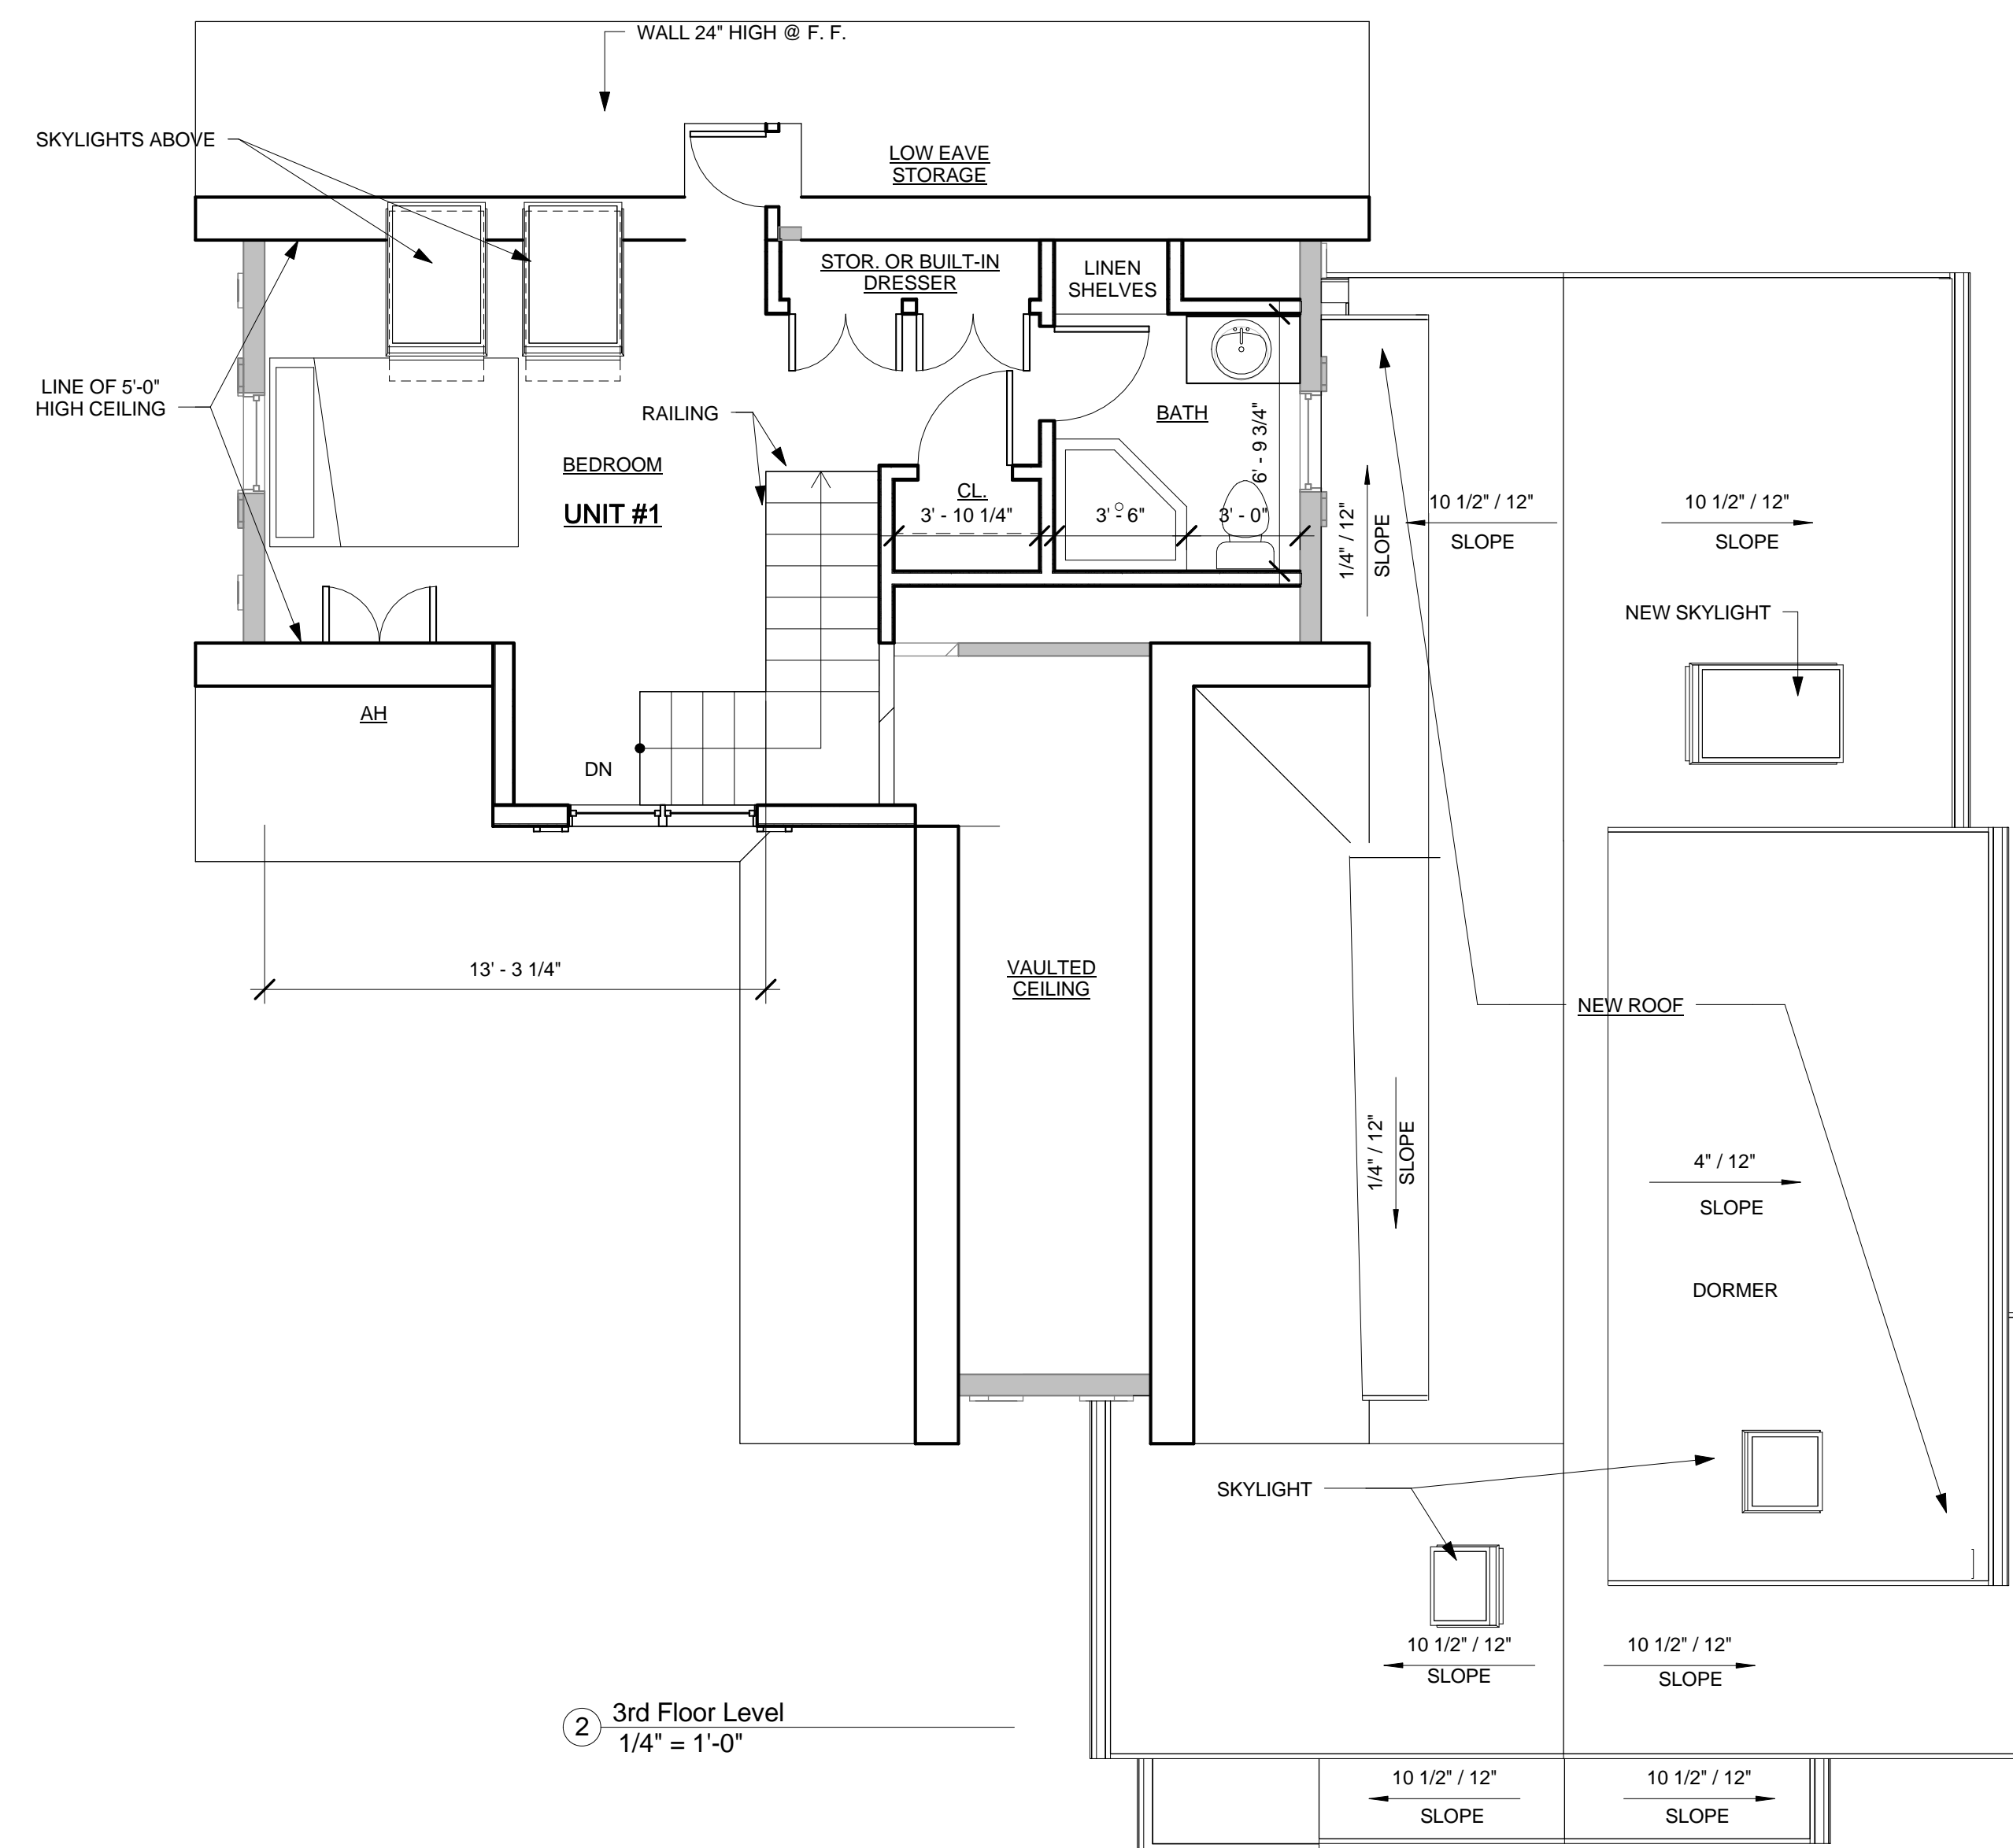 WALL 24" HIGH @ F. F.
SKYLIGHTS ABOVE
LOW EAVE
STORAGE
STOR. OR BUILT-IN
DRESSER
LINEN
SHELVES
LINE OF 5'-0"
HIGH CEILING
RAILING
BATH
6' - 9 3/4"
BEDROOM
UNIT #1
CL.
3' - 10 1/4"
3' - 6"
3' - 0"
1/4" / 12"
SLOPE
10 1/2" / 12"
SLOPE
10 1/2" / 12"
SLOPE
NEW SKYLIGHT
AH
DN
13' - 3 1/4"
VAULTED
CEILING
NEW ROOF
1/4" / 12"
SLOPE
4" / 12"
SLOPE
DORMER
SKYLIGHT
10 1/2" / 12"
SLOPE
10 1/2" / 12"
SLOPE
2
3rd Floor Level
1/4" = 1'-0"
10 1/2" / 12"
SLOPE
10 1/2" / 12"
SLOPE